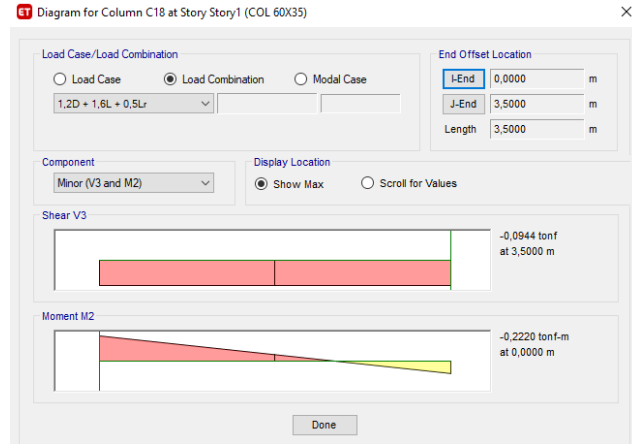 ET Diagram for Column C18 at Story Story1 (COL 60X35)
Load Case/Load Combination
Load Case Load Combination Modal Case
1,2D + 1,6L + 0,5Lr
End Offset Location
I-End 0,0000 m
J-End 3,5000 m
Length 3,5000 m
Component
Minor (V3 and M2)
Display Location
Show Max Scroll for Values
Shear V3
-0,0944 tonf
at 3,5000 m
Moment M2
-0,2220 tonf-m
at 0,0000 m
Done